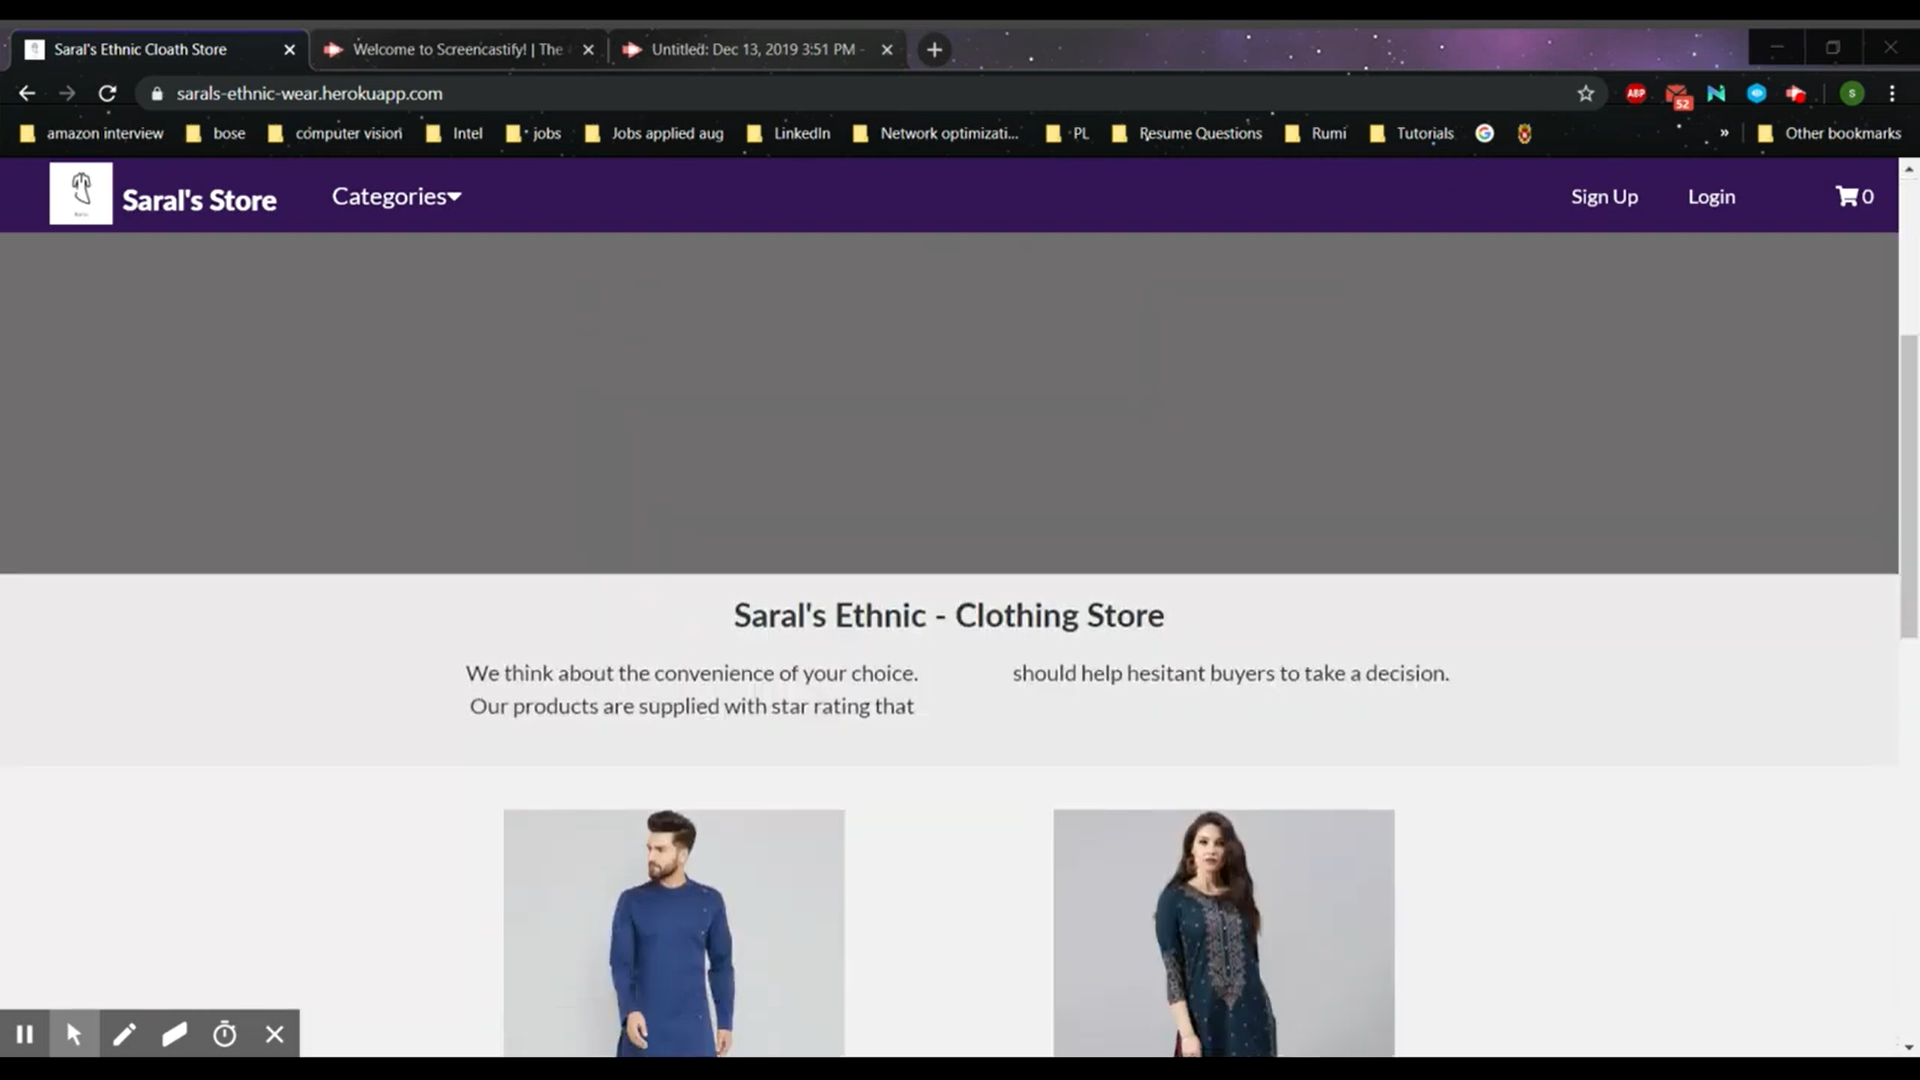 Saral's Ethnic Cloath Store
Welcome to Screencastify! | The
Untitled: Dec 13, 2019 3:51 PM -
sarals-ethnic-wear.herokuapp.com
ABP
52
S
amazon interview
bose
computer vision
Intel
jobs
Jobs applied aug
LinkedIn
Network optimizati...
PL
Resume Questions
Rumi
Tutorials
»
Other bookmarks
Saral's Store
Categories
Sign Up
Login
0
Saral's Ethnic - Clothing Store
We think about the convenience of your choice.
Our products are supplied with star rating that
should help hesitant buyers to take a decision.